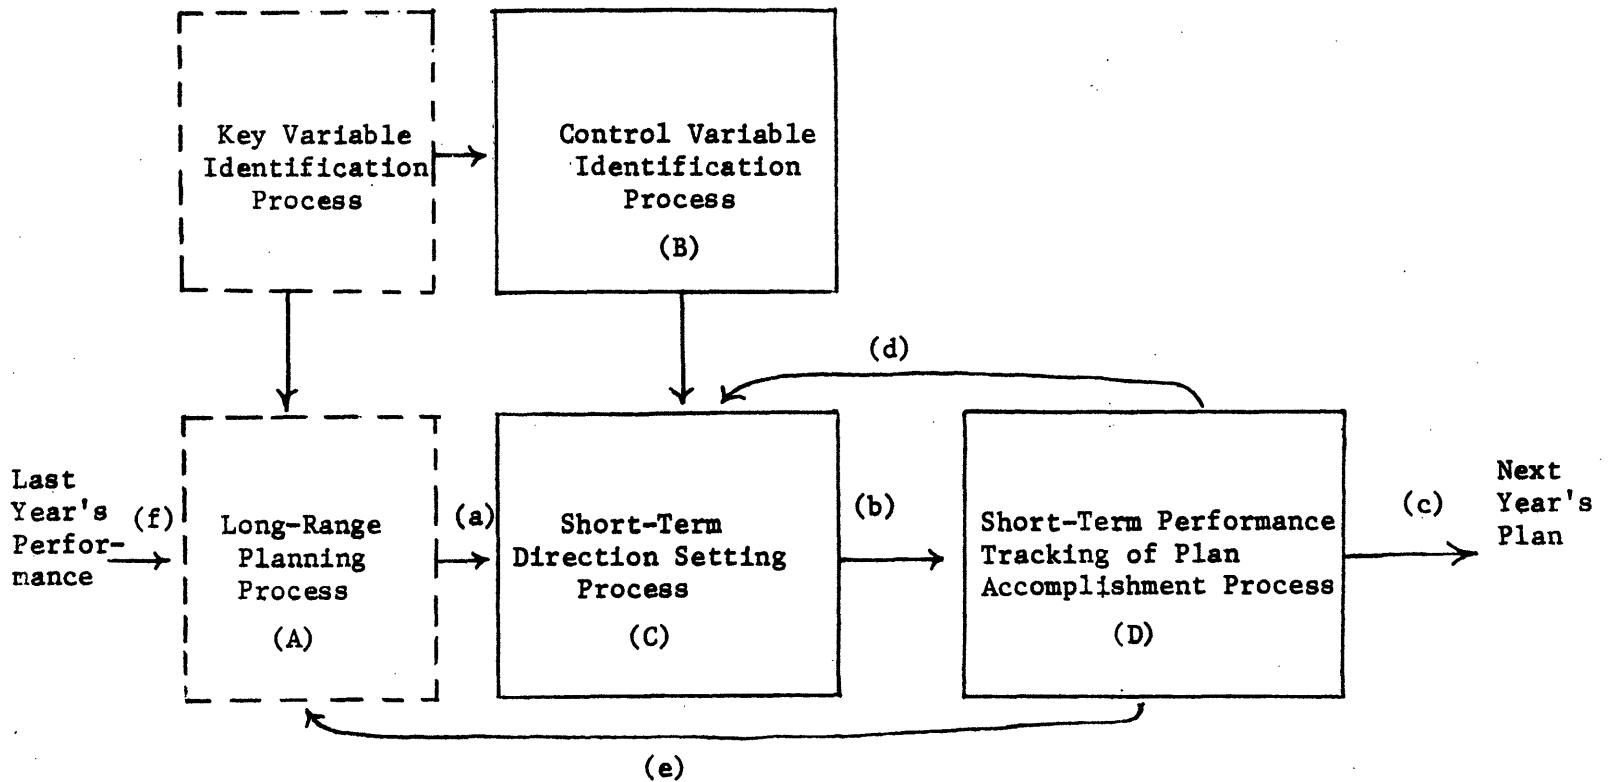 Key Variable
Identification
Process
Control Variable
Identification
Process
(B)
(d)
Last
Year's
Perfor-
mance
(f)
Long-Range
Planning
Process
(A)
(a)
Short-Term
Direction Setting
Process
(C)
(b)
Short-Term Performance
Tracking of Plan
Accomplishment Process
(D)
(c)
Next
Year's
Plan
(e)